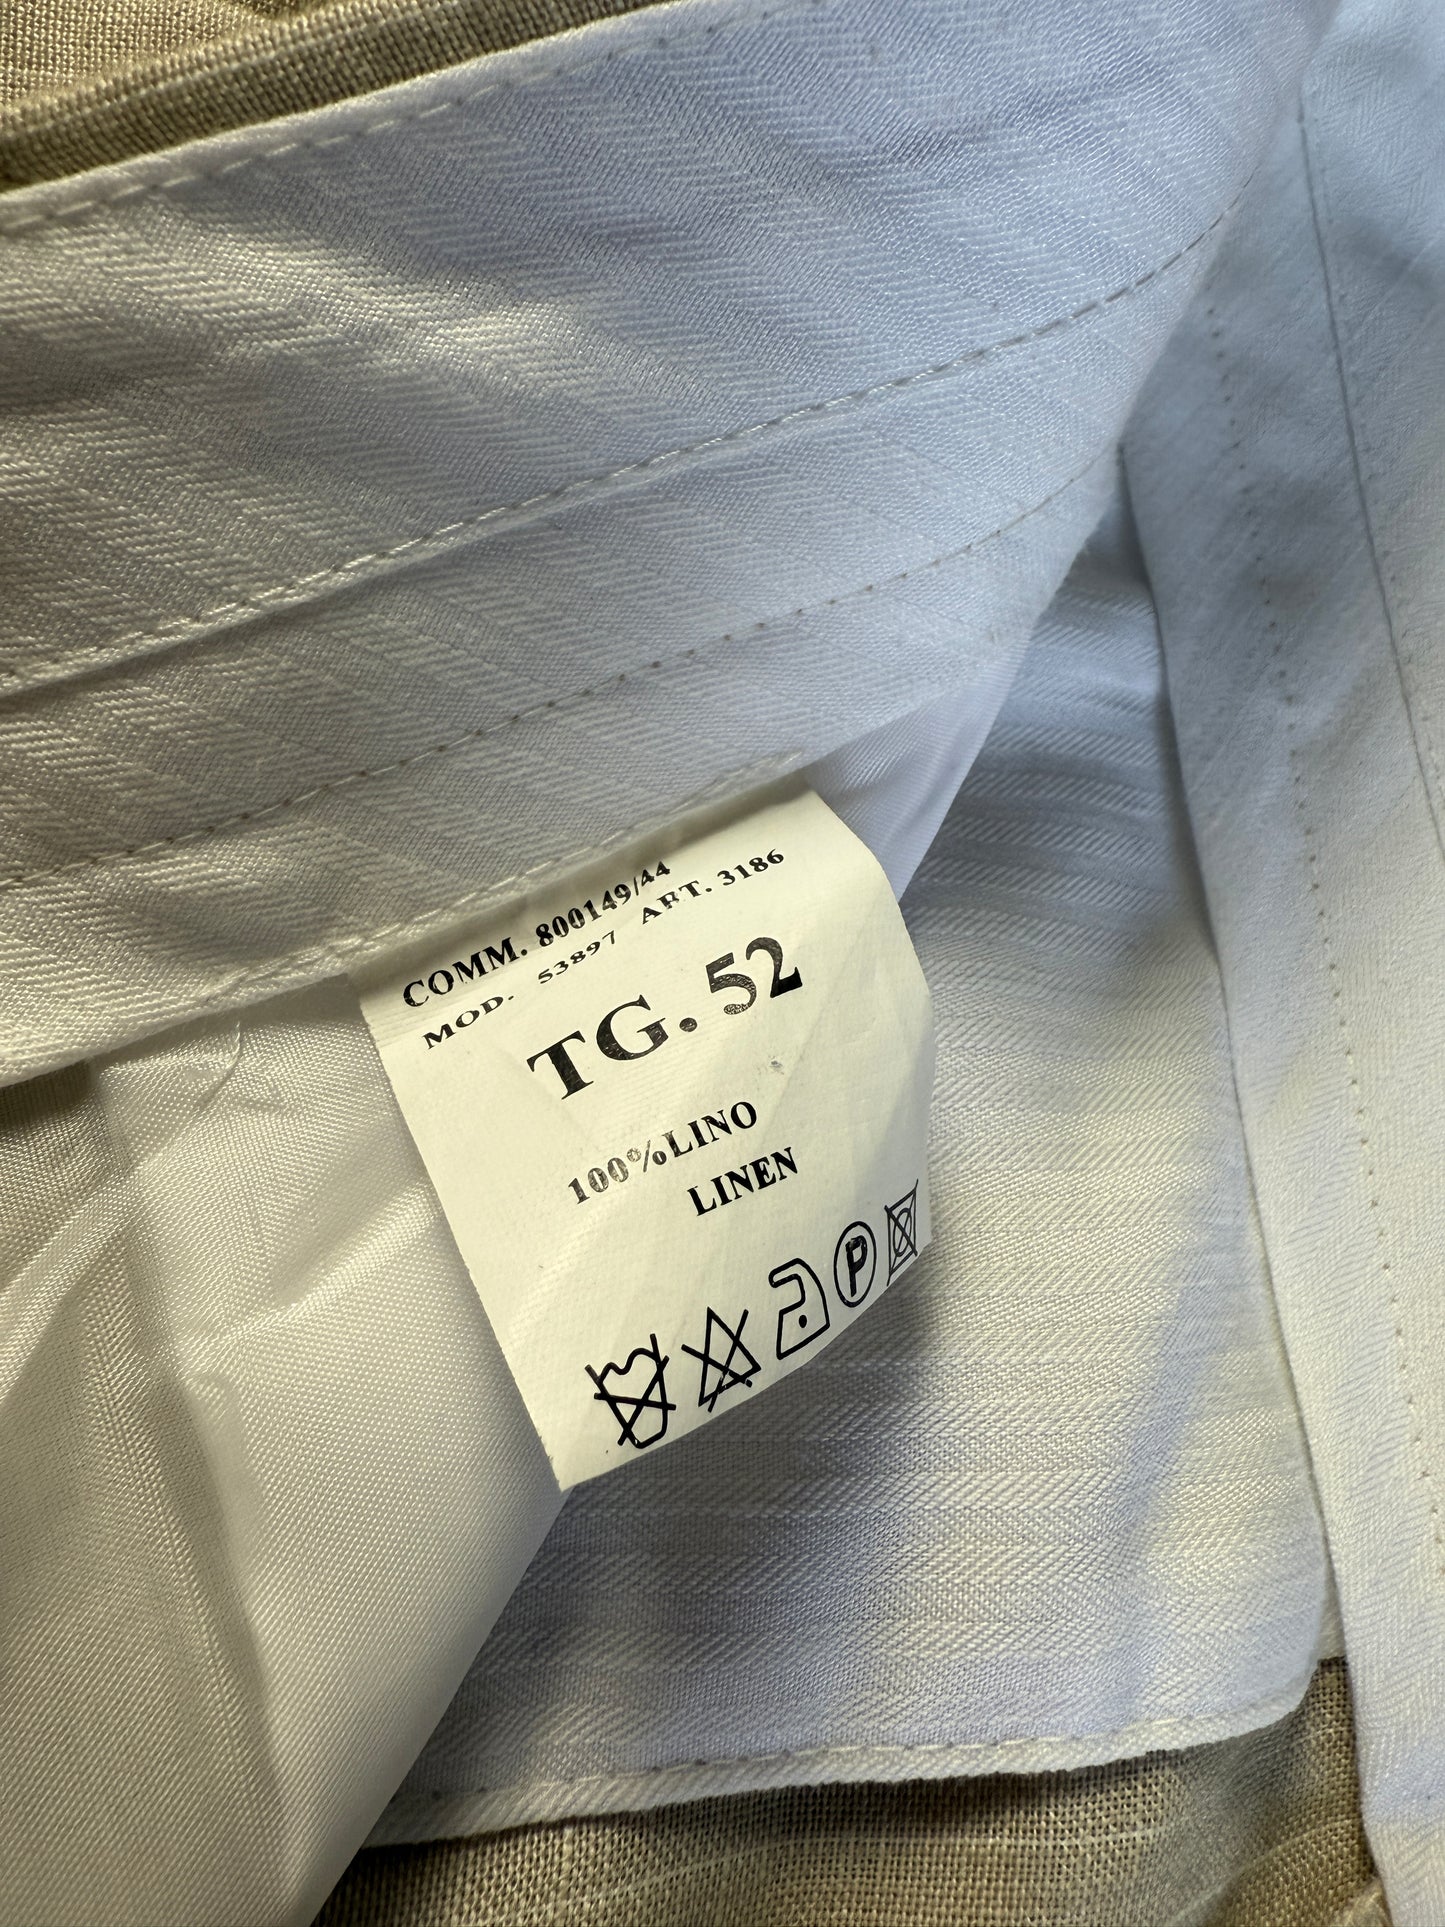 COMM. 800149/44
MOD. 53897 ART. 3186
TG. 52
100%LINO
LINEN
P